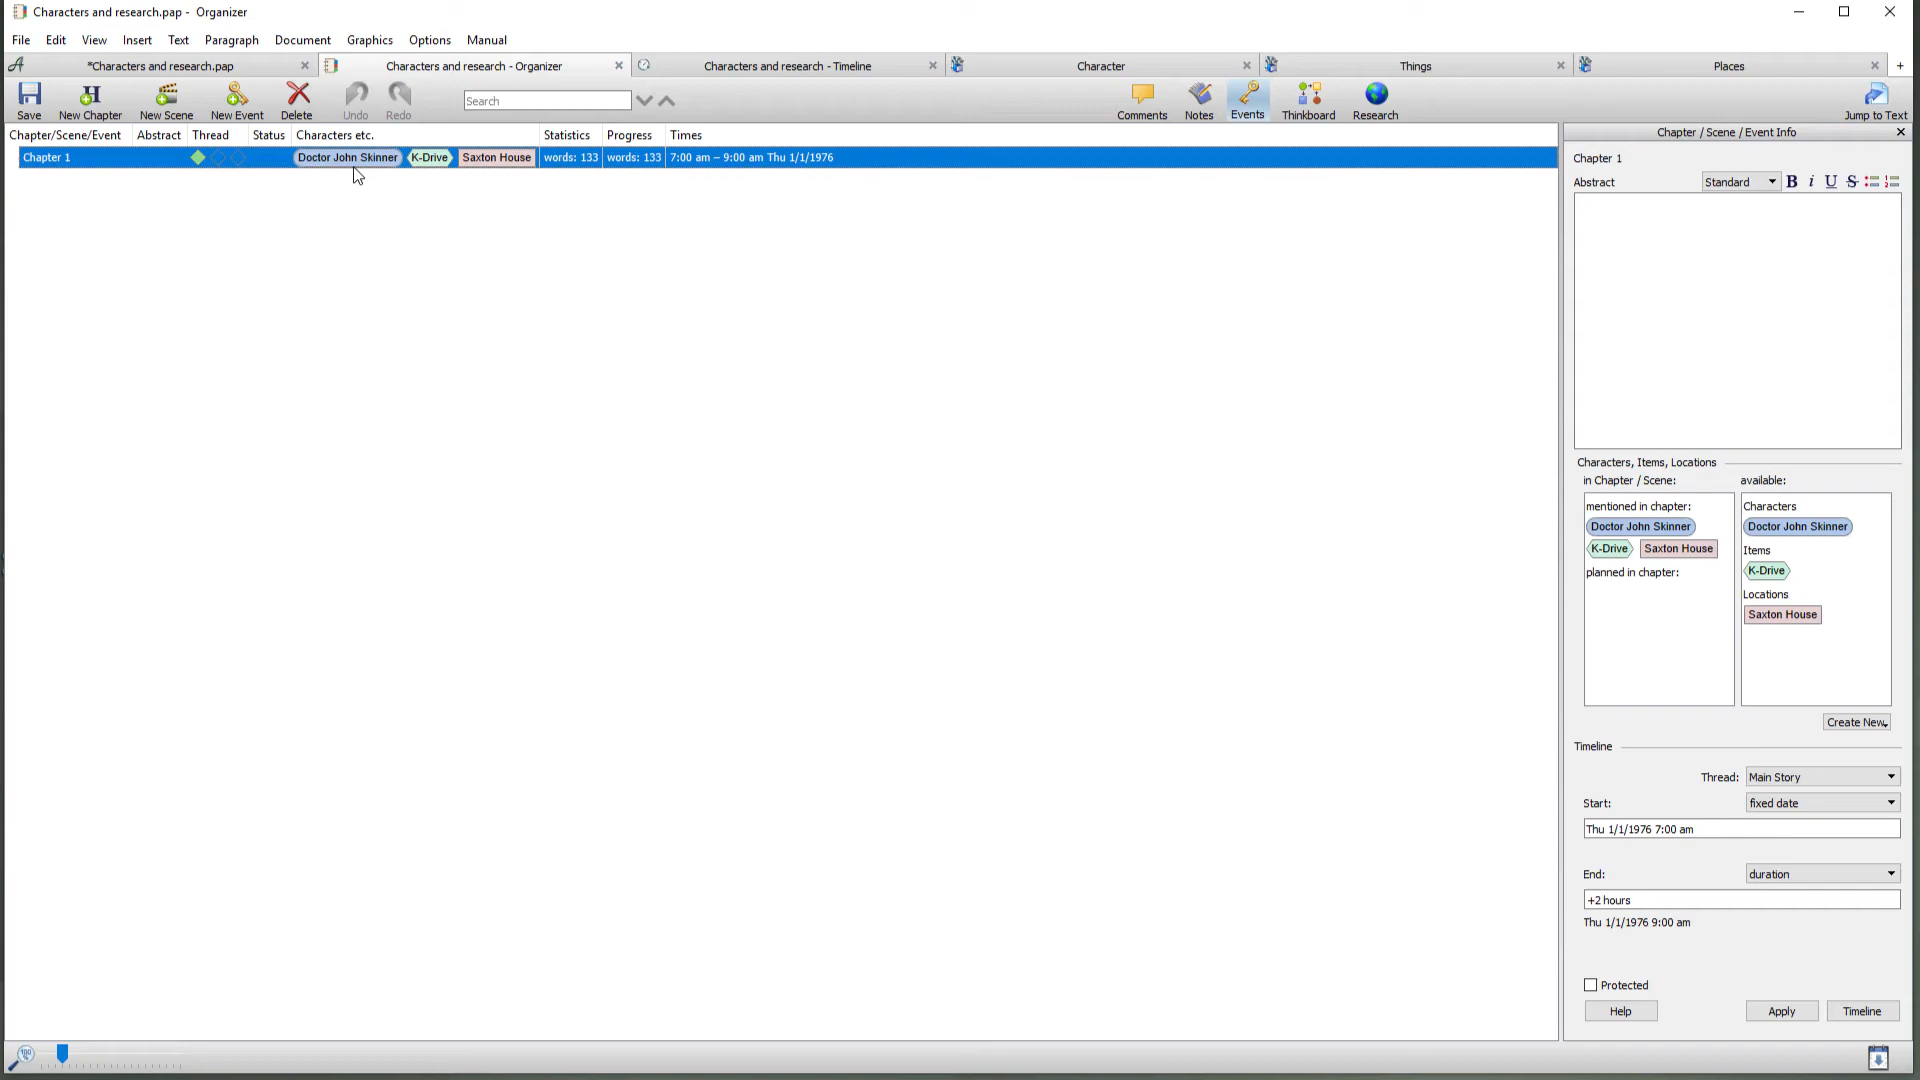 Characters and research.pap - Organizer
File Edit View Insert Text Paragraph Document Graphics Options Manual
*Characters and research.pap Characters and research - Organizer Characters and research - Timeline Character Things Places +
Save New Chapter New Scene New Event Delete Undo Redo Search Comments Notes Events Thinkboard Research Jump to Text
Chapter/Scene/Event Abstract Thread Status Characters etc. Statistics Progress Times
Chapter 1 Doctor John Skinner K-Drive Saxton House words: 133 words: 133 7:00 am – 9:00 am Thu 1/1/1976
Chapter / Scene / Event Info
Chapter 1
Abstract Standard B i U S
Characters, Items, Locations
in Chapter / Scene: available:
mentioned in chapter: Characters
Doctor John Skinner Doctor John Skinner
K-Drive Saxton House Items
planned in chapter: K-Drive
Locations
Saxton House
Create New
Timeline
Thread: Main Story
Start: fixed date
Thu 1/1/1976 7:00 am
End: duration
+2 hours
Thu 1/1/1976 9:00 am
Protected
Help Apply Timeline
100
%